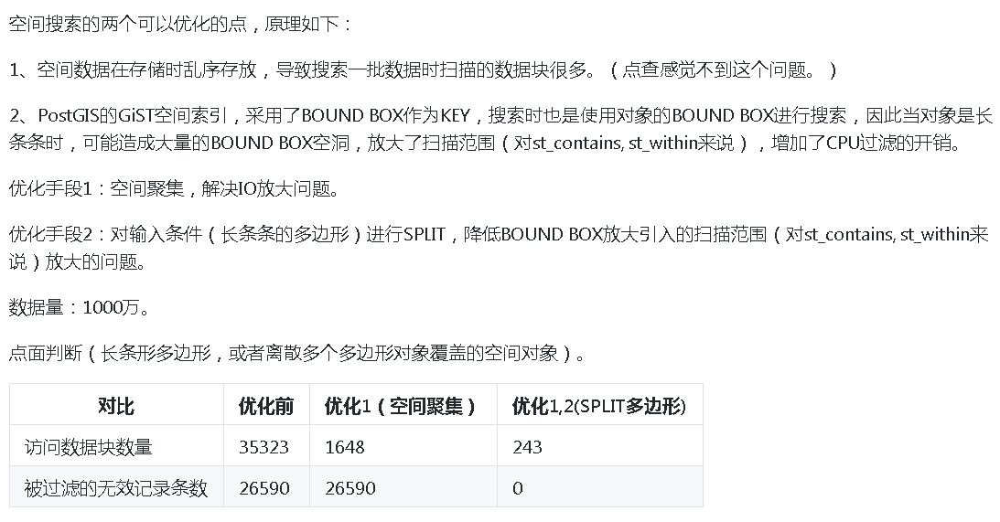 空间搜索的两个可以优化的点，原理如下：
1、空间数据在存储时乱序存放，导致搜索一批数据时扫描的数据块很多。（点查感觉不到这个问题。）
2、PostGIS的GiST空间索引，采用了BOUND BOX作为KEY，搜索时也是使用对象的BOUND BOX进行搜索，因此当对象是长
条条时，可能造成大量的BOUND BOX空洞，放大了扫描范围（对st_contains, st_within来说），增加了CPU过滤的开销。
优化手段1：空间聚集，解决IO放大问题。
优化手段2：对输入条件（长条条的多边形）进行SPLIT，降低BOUND BOX放大引入的扫描范围（对st_contains, st_within来
说）放大的问题。
数据量：1000万。
点面判断（长条形多边形，或者离散多个多边形对象覆盖的空间对象）。
对比 优化前 优化1（空间聚集） 优化1,2(SPLIT多边形)
访问数据块数量 35323 1648 243
被过滤的无效记录条数 26590 26590 0